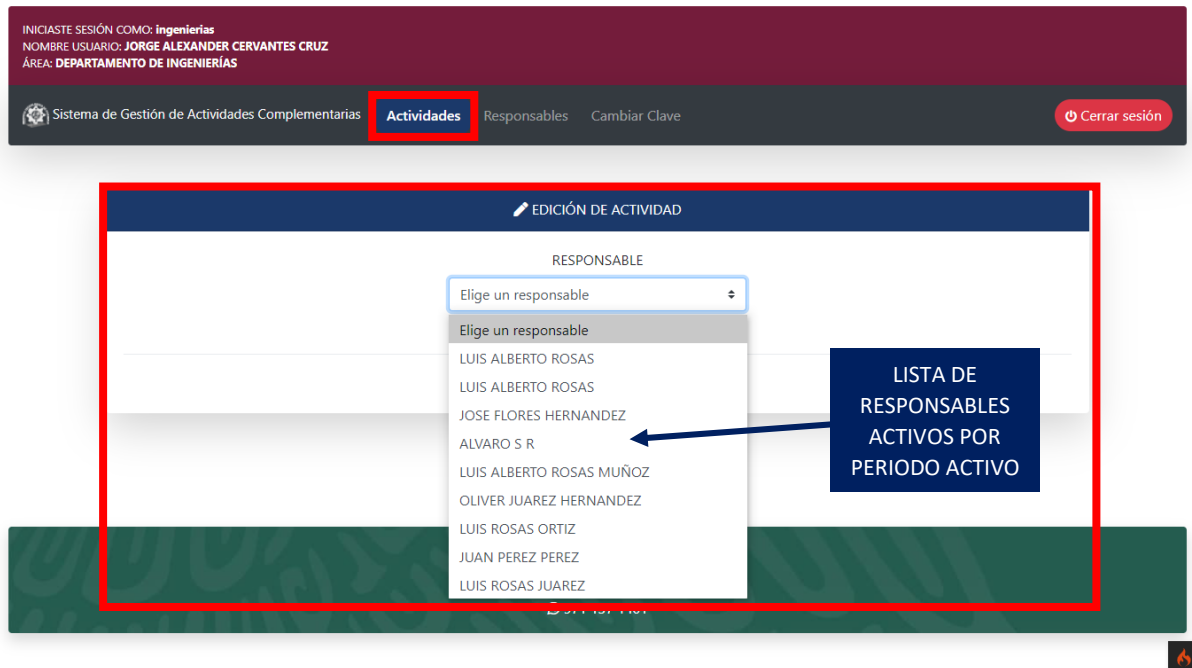 INICIASTE SESIÓN COMO: ingenierias
NOMBRE USUARIO: JORGE ALEXANDER CERVANTES CRUZ
ÁREA: DEPARTAMENTO DE INGENIERÍAS
Sistema de Gestión de Actividades Complementarias Actividades Responsables Cambiar Clave Cerrar sesión
EDICIÓN DE ACTIVIDAD
RESPONSABLE
Elige un responsable
Elige un responsable
LUIS ALBERTO ROSAS
LUIS ALBERTO ROSAS
JOSE FLORES HERNANDEZ
ALVARO S R
LUIS ALBERTO ROSAS MUÑOZ
OLIVER JUAREZ HERNANDEZ
LUIS ROSAS ORTIZ
JUAN PEREZ PEREZ
LUIS ROSAS JUAREZ
LISTA DE
RESPONSABLES
ACTIVOS POR
PERIODO ACTIVO